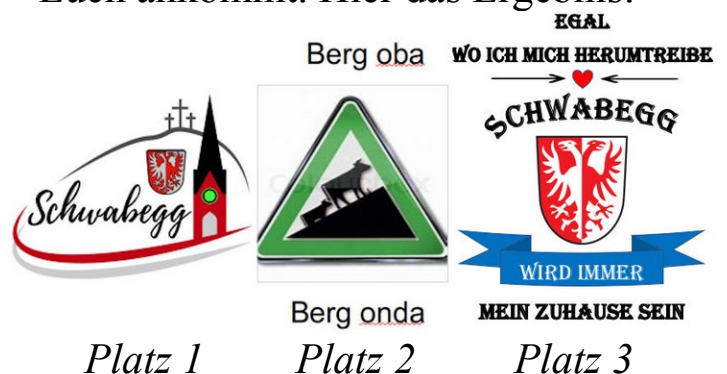 Euch ankommt. Hier das Ergebnis:
Schwabegg
Berg oba
Berg onda
EGAL
WO ICH MICH HERUMTREIBE
SCHWABEGG
WIRD IMMER
MEIN ZUHAUSE SEIN
Platz 1
Platz 2
Platz 3